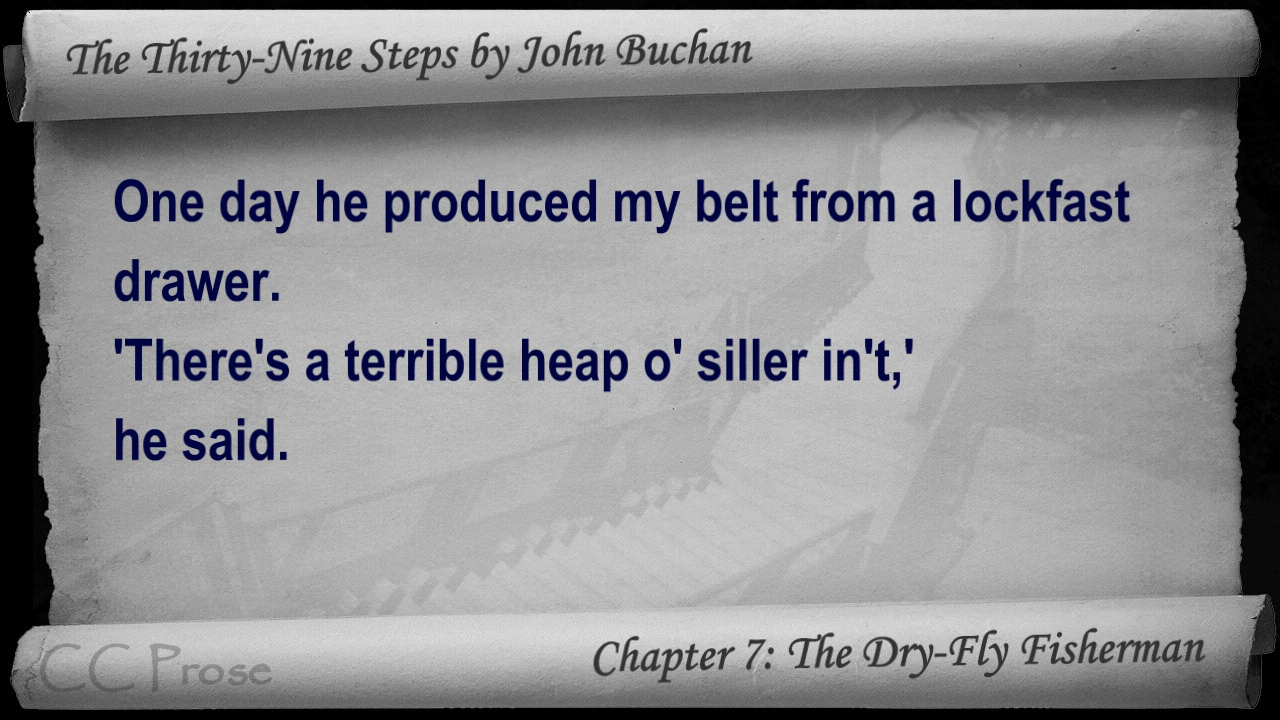 The Thirty-Nine Steps by John Buchan
One day he produced my belt from a lockfast
drawer.
'There's a terrible heap o' siller in't,'
he said.
CC Prose
Chapter 7: The Dry-Fly Fisherman